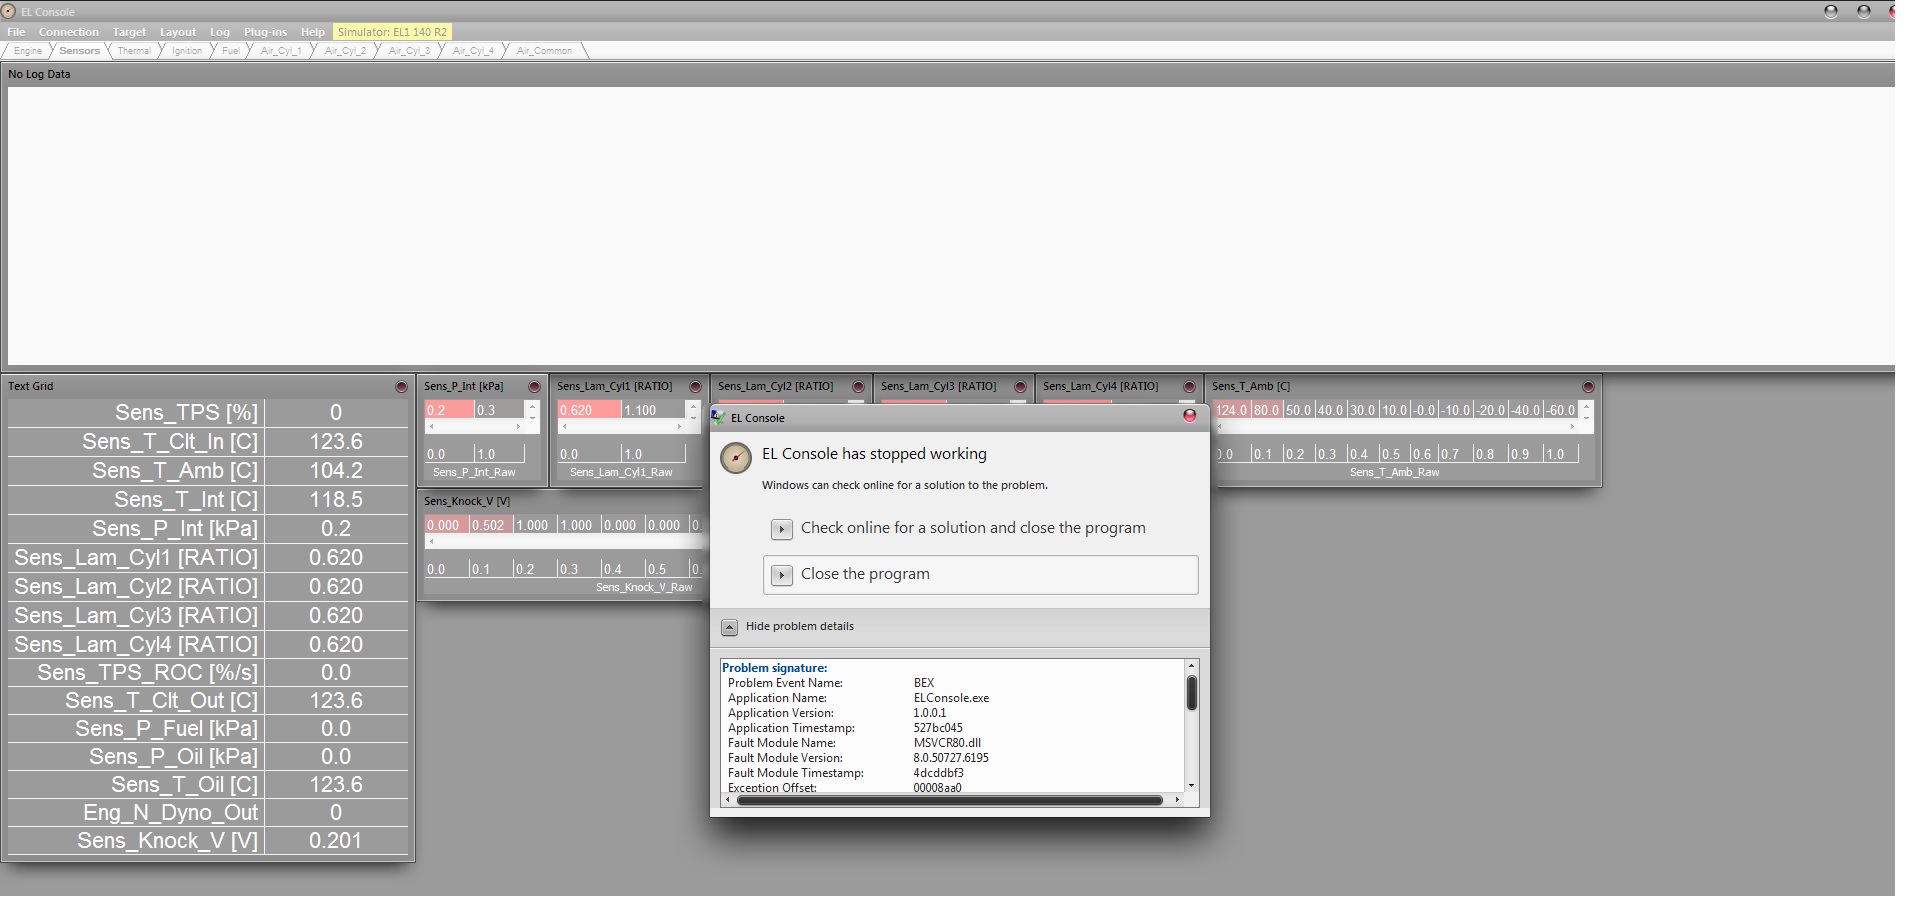 EL Console
File Connection Target Layout Log Plug-ins Help Simulator: EL1 140 R2
Engine Sensors Thermal Ignition Fuel Air_Cyl_1 Air_Cyl_2 Air_Cyl_3 Air_Cyl_4 Air_Common
No Log Data
Text Grid
Sens_TPS [%] 0
Sens_T_Clt_In [C] 123.6
Sens_T_Amb [C] 104.2
Sens_T_Int [C] 118.5
Sens_P_Int [kPa] 0.2
Sens_Lam_Cyl1 [RATIO] 0.620
Sens_Lam_Cyl2 [RATIO] 0.620
Sens_Lam_Cyl3 [RATIO] 0.620
Sens_Lam_Cyl4 [RATIO] 0.620
Sens_TPS_ROC [%/s] 0.0
Sens_T_Clt_Out [C] 123.6
Sens_P_Fuel [kPa] 0.0
Sens_P_Oil [kPa] 0.0
Sens_T_Oil [C] 123.6
Eng_N_Dyno_Out 0
Sens_Knock_V [V] 0.201
Sens_P_Int [kPa]
0.2 0.3
0.0 1.0
Sens_P_Int_Raw
Sens_Lam_Cyl1 [RATIO]
0.620 1.100
0.0 1.0
Sens_Lam_Cyl1_Raw
Sens_Lam_Cyl2 [RATIO]
Sens_Lam_Cyl3 [RATIO]
Sens_Lam_Cyl4 [RATIO]
Sens_T_Amb [C]
124.0 80.0 50.0 40.0 30.0 10.0 -0.0 -10.0 -20.0 -40.0 -60.0
0.1 0.2 0.3 0.4 0.5 0.6 0.7 0.8 0.9 1.0
Sens_T_Amb_Raw
Sens_Knock_V [V]
0.000 0.502 1.000 1.000 0.000 0.000
0.0 0.1 0.2 0.3 0.4 0.5
Sens_Knock_V_Raw
EL Console
EL Console has stopped working
Windows can check online for a solution to the problem.
Check online for a solution and close the program
Close the program
Hide problem details
Problem signature:
Problem Event Name: BEX
Application Name: ELConsole.exe
Application Version: 1.0.0.1
Application Timestamp: 527bc045
Fault Module Name: MSVCR80.dll
Fault Module Version: 8.0.50727.6195
Fault Module Timestamp: 4dcddbf3
Exception Offset: 00008aa0